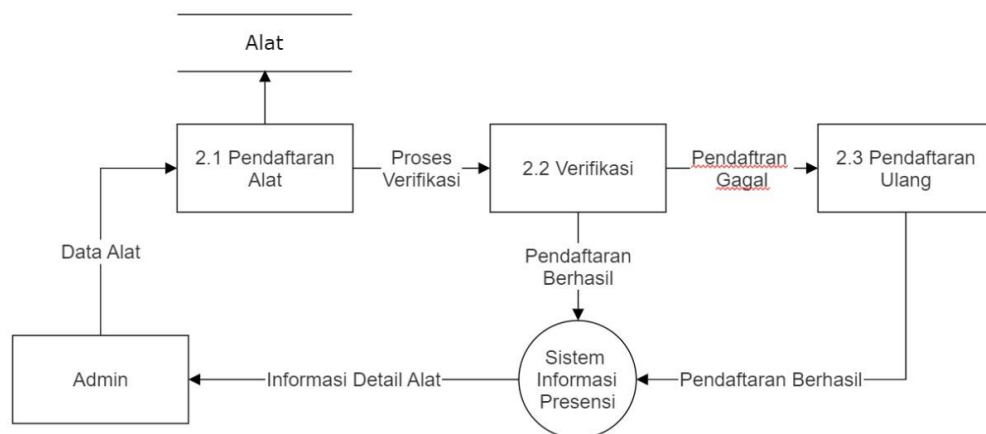 Alat
2.1 Pendaftaran
Alat
Proses
Verifikasi
2.2 Verifikasi
Pendaftran
Gagal
2.3 Pendaftaran
Ulang
Data Alat
Pendaftaran
Berhasil
Admin
Informasi Detail Alat
Sistem
Informasi
Presensi
Pendaftaran Berhasil